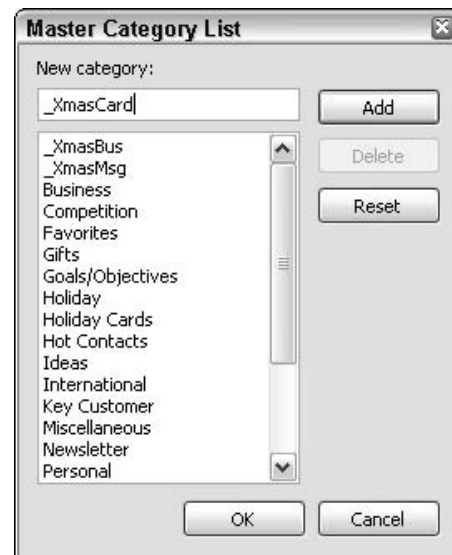 Master Category List
New category:
_XmasCard
Add
_XmasBus
_XmasMsg
Business
Competition
Favorites
Gifts
Goals/Objectives
Holiday
Holiday Cards
Hot Contacts
Ideas
International
Key Customer
Miscellaneous
Newsletter
Personal
Delete
Reset
OK
Cancel